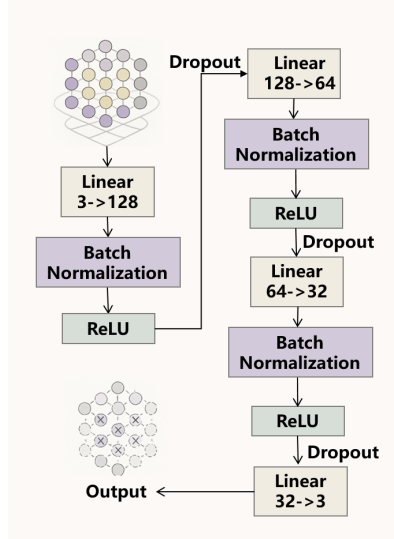 Linear
3->128
Batch
Normalization
ReLU
Dropout
Linear
128->64
Batch
Normalization
ReLU
Dropout
Linear
64->32
Batch
Normalization
ReLU
Dropout
Linear
32->3
Output